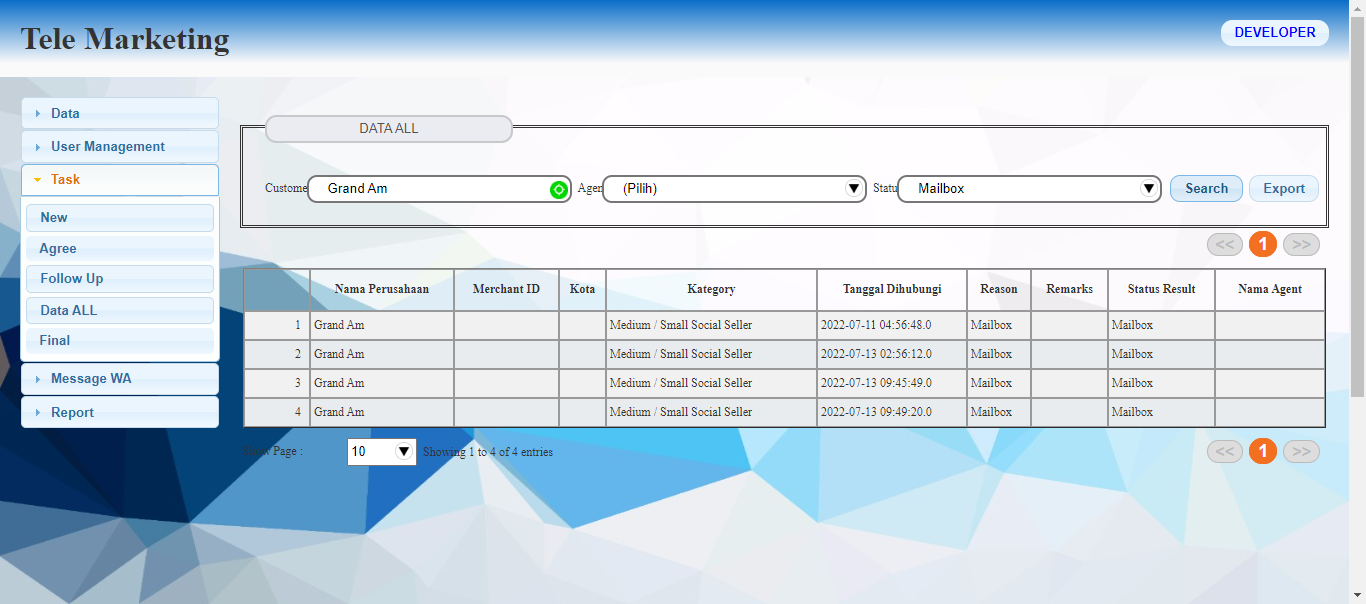 Tele Marketing
DEVELOPER
Data
User Management
Task
New
Agree
Follow Up
Data ALL
Final
Message WA
Report
DATA ALL
Custome Grand Am Agen (Pilih) Statu Mailbox Search Export
<< 1 >>
Nama Perusahaan Merchant ID Kota Kategory Tanggal Dihubungi Reason Remarks Status Result Nama Agent
1 Grand Am Medium / Small Social Seller 2022-07-11 04:56:48.0 Mailbox Mailbox
2 Grand Am Medium / Small Social Seller 2022-07-13 02:56:12.0 Mailbox Mailbox
3 Grand Am Medium / Small Social Seller 2022-07-13 09:45:49.0 Mailbox Mailbox
4 Grand Am Medium / Small Social Seller 2022-07-13 09:49:20.0 Mailbox Mailbox
Page : 10 Showing 1 to 4 of 4 entries << 1 >>